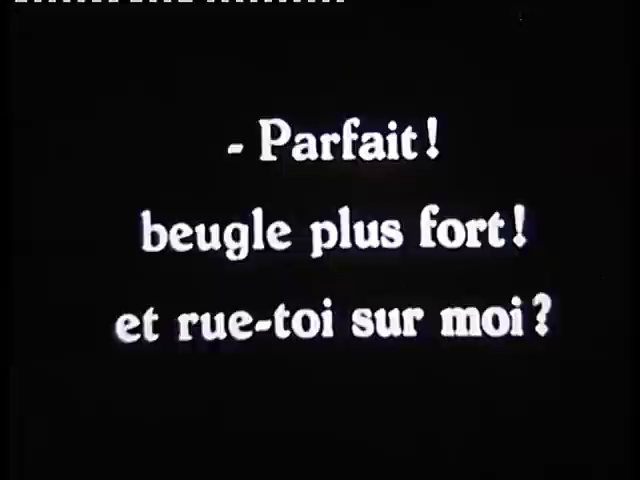 - Parfait!
beugle plus fort!
et rue-toi sur moi?